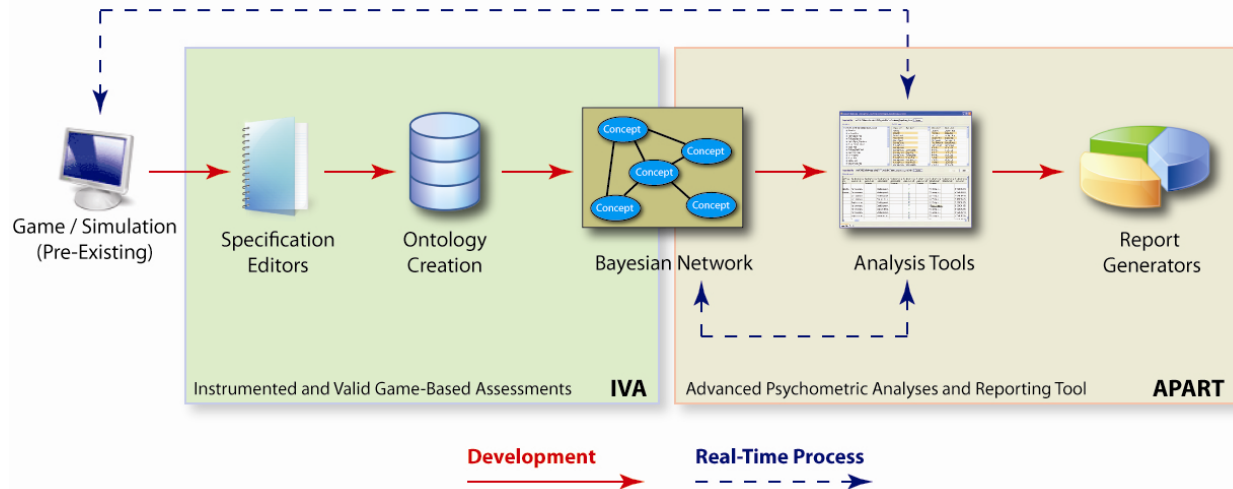 Game / Simulation
(Pre-Existing)
Specification
Editors
Ontology
Creation
Concept
Concept
Concept
Concept
Concept
Bayesian Network
Analysis Tools
Report
Generators
Instrumented and Valid Game-Based Assessments
IVA
Advanced Psychometric Analyses and Reporting Tool
APART
Development
Real-Time Process